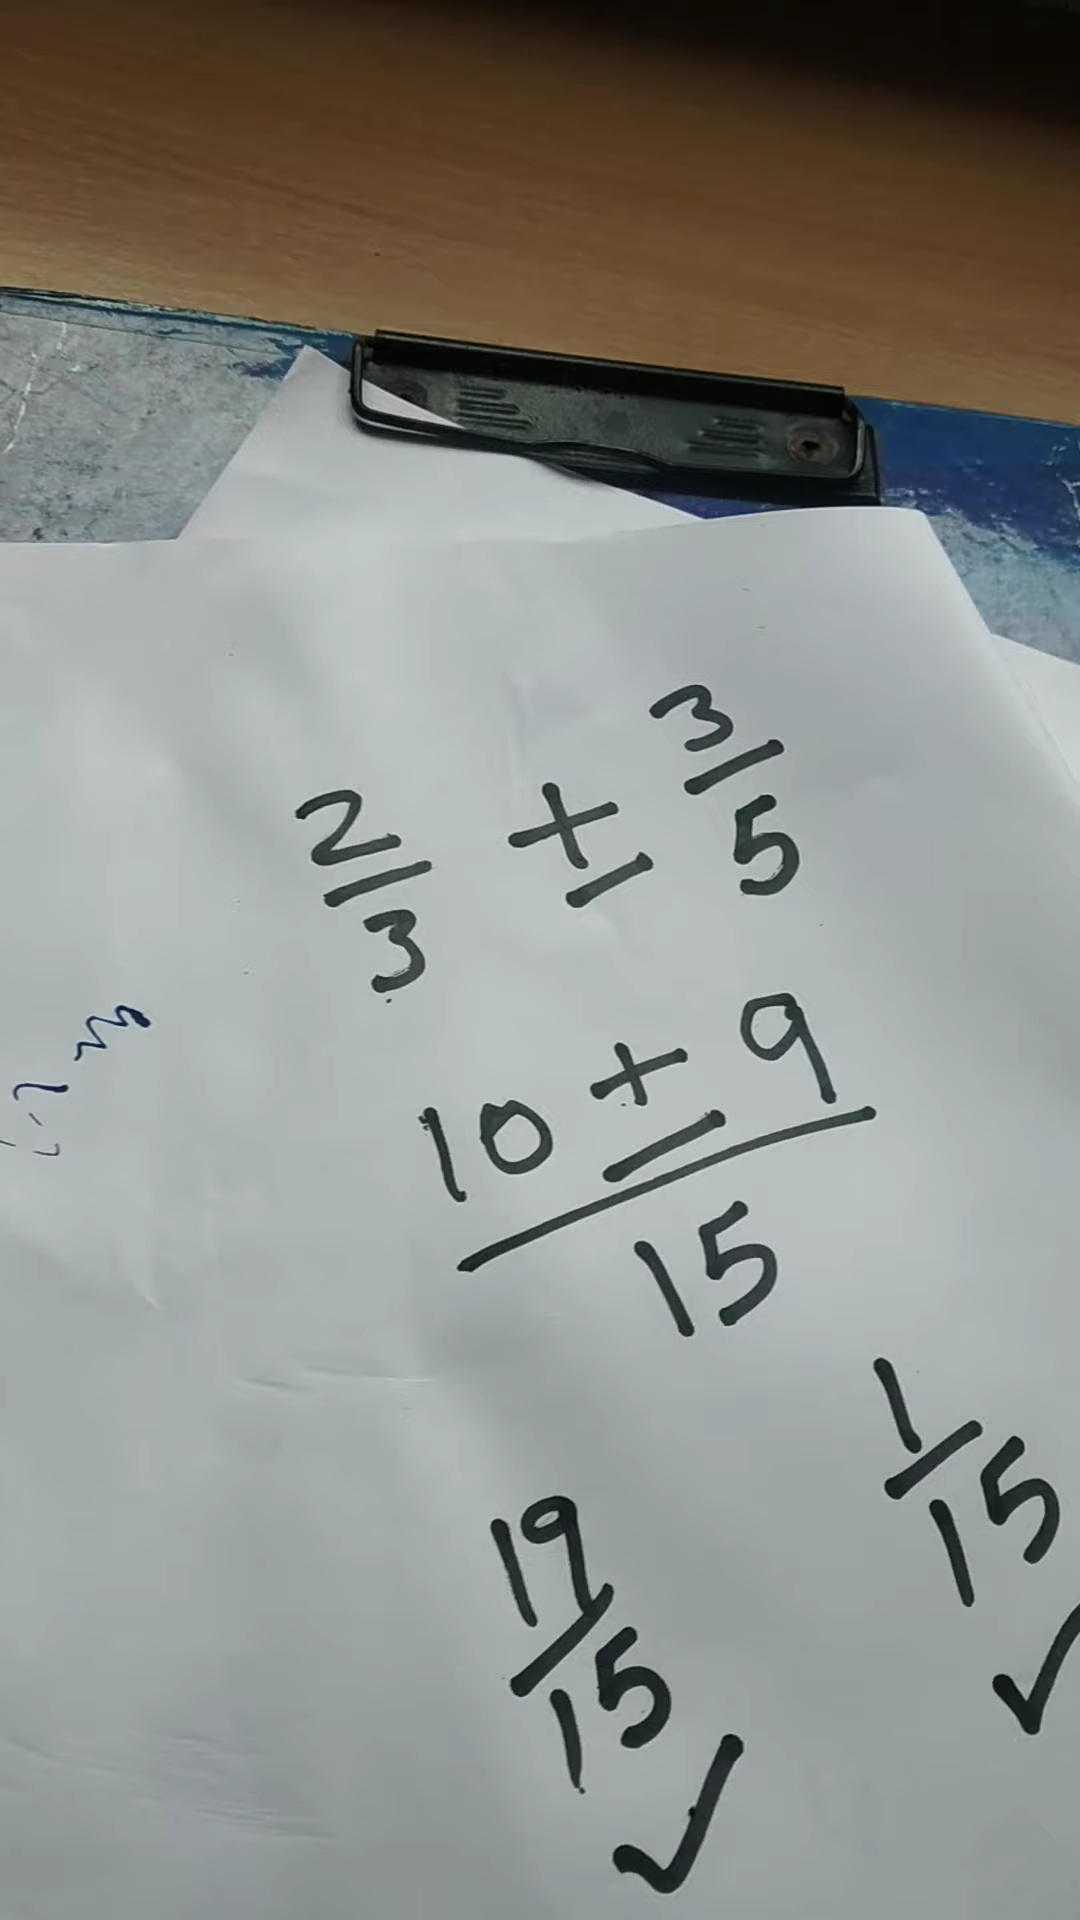 2/3 ± 3/5
10 ± 9
15
19/15 ✓
1/15 ✓